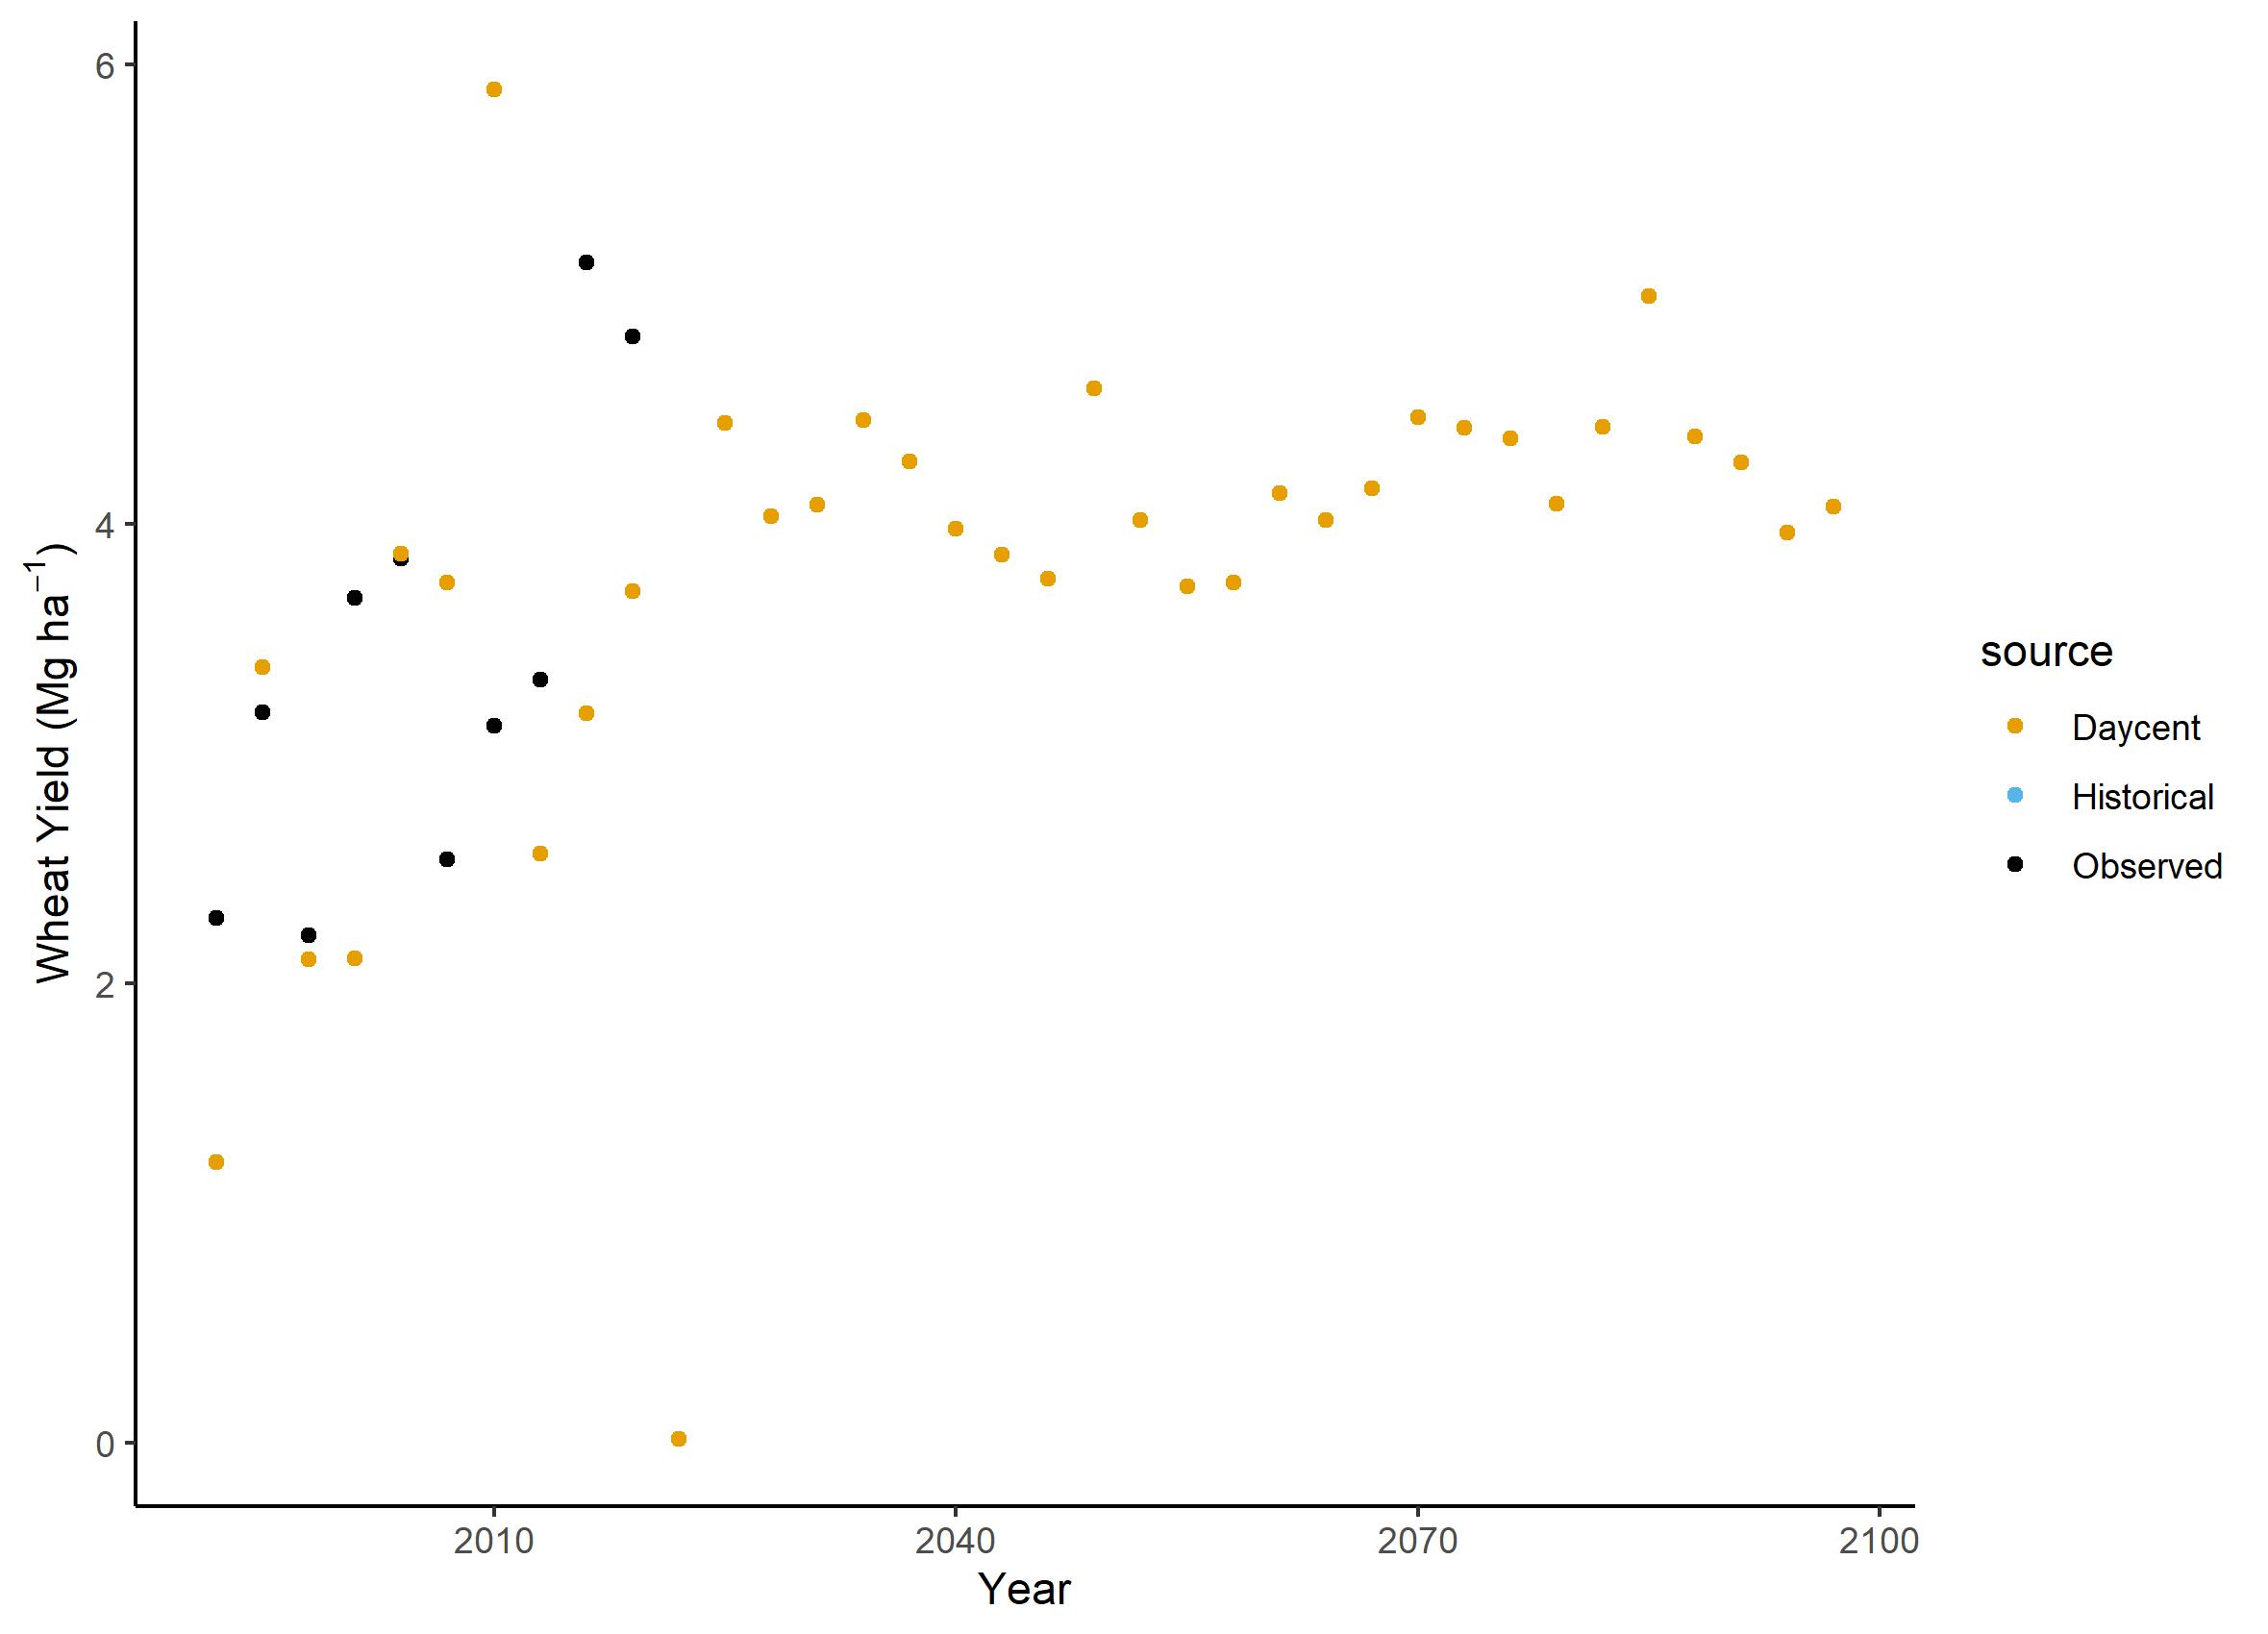 6
4
2
0
Wheat Yield (Mg ha⁻¹)
2010
2040
2070
2100
Year
source
Daycent
Historical
Observed